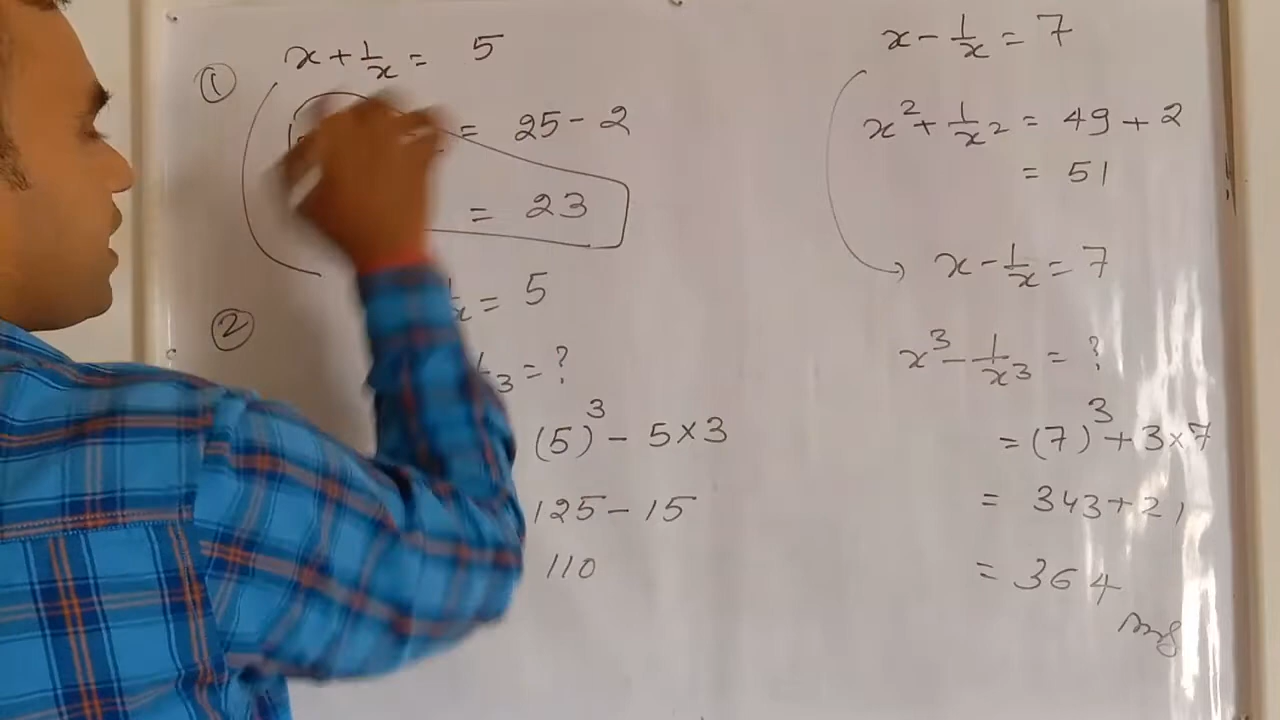 ① x + 1/x = 5
= 25 - 2
= 23
1/x = 5
②
3 = ?
(5)³ - 5×3
125 - 15
110
x - 1/x = 7
x² + 1/x² = 49 + 2
= 51
x - 1/x = 7
x³ - 1/x³ = ?
= (7)³ + 3×7
= 343 + 21
= 364
Ans